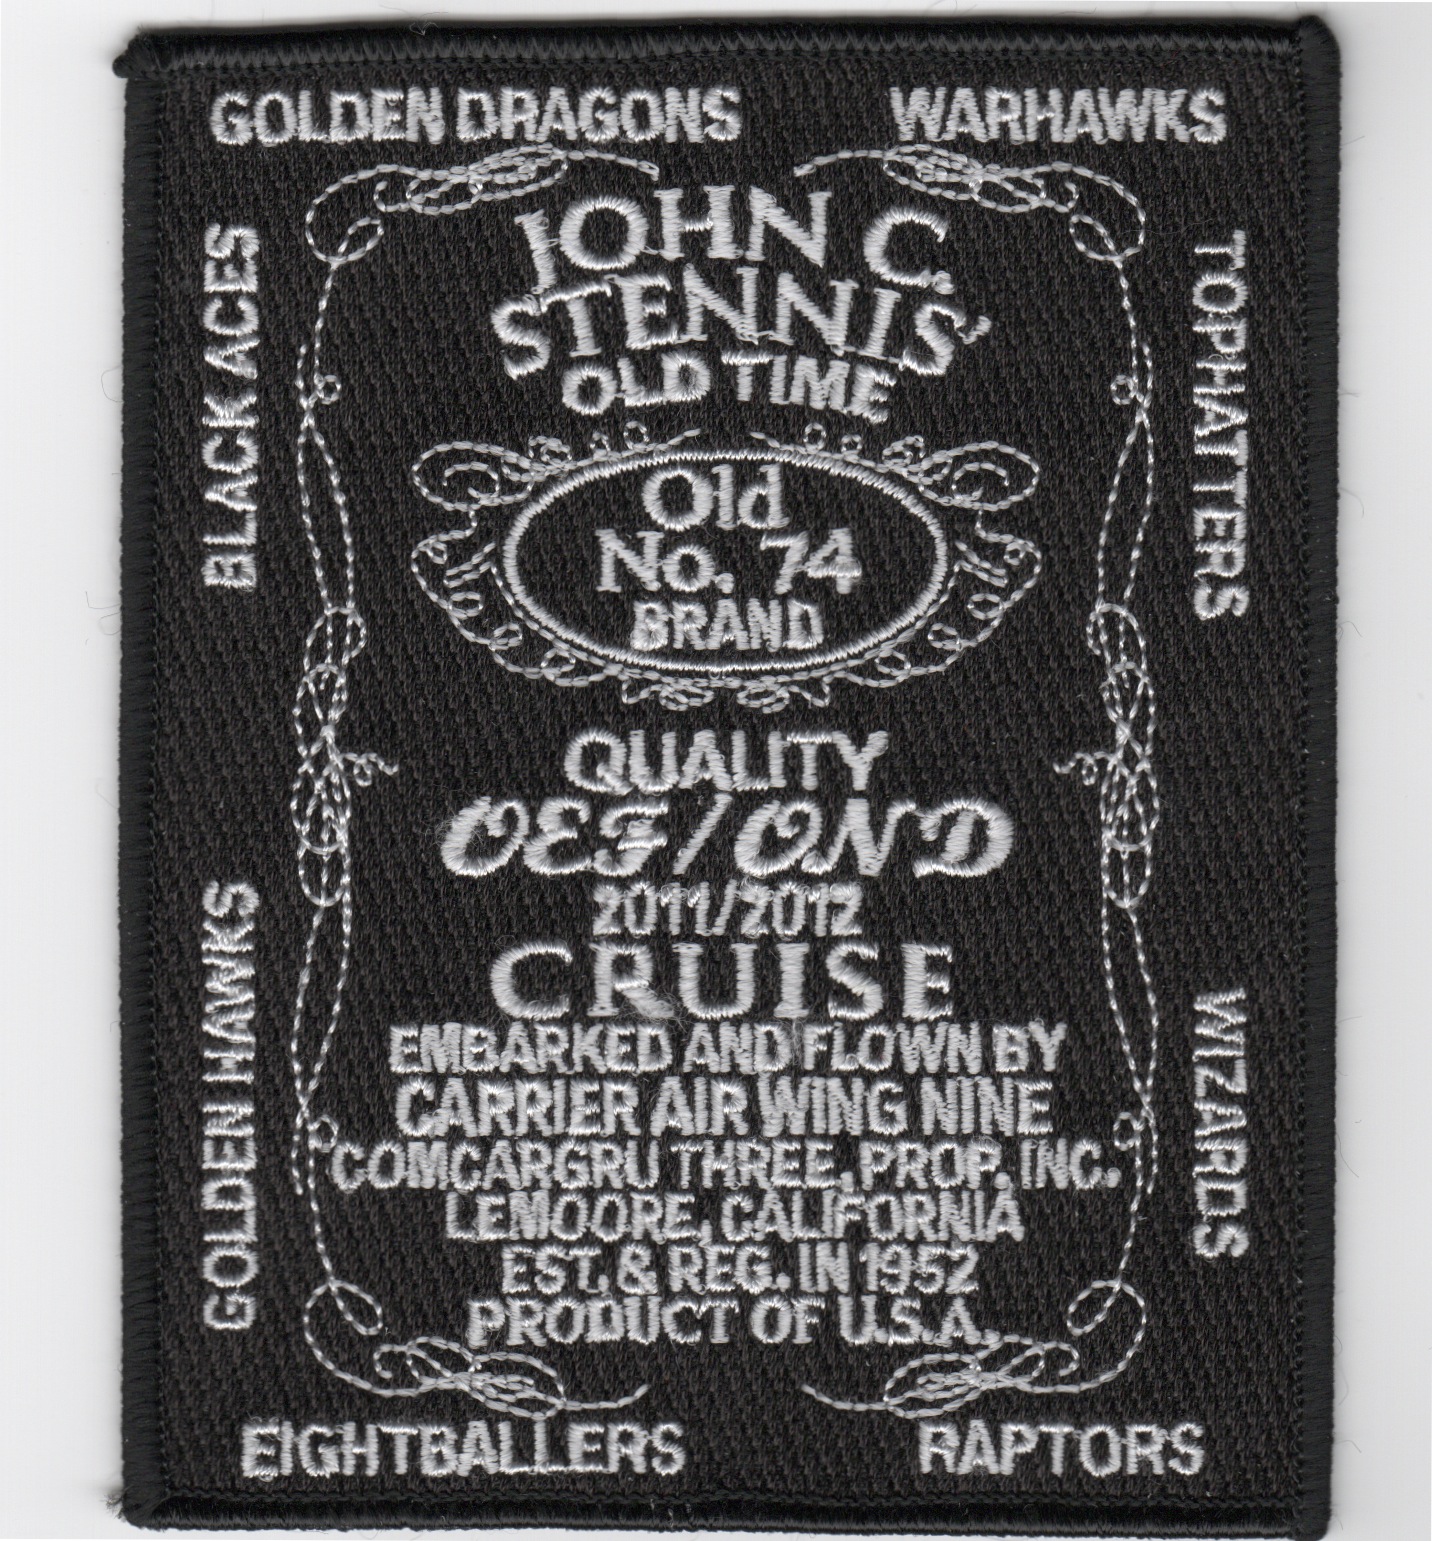 GOLDEN DRAGONS
WARHAWKS
BLACK ACES
TOPHATTERS
JOHN C.
STENNIS'
OLD TIME
Old
No. 74
BRAND
QUALITY
OEF/OND
2011/2012
CRUISE
EMBARKED AND FLOWN BY
CARRIER AIR WING NINE
COMCARGRU THREE, PROP. INC.
LEMOORE, CALIFORNIA
EST. & REG. IN 1952
PRODUCT OF U.S.A.
GOLDEN HAWKS
WIZARDS
EIGHTBALLERS
RAPTORS